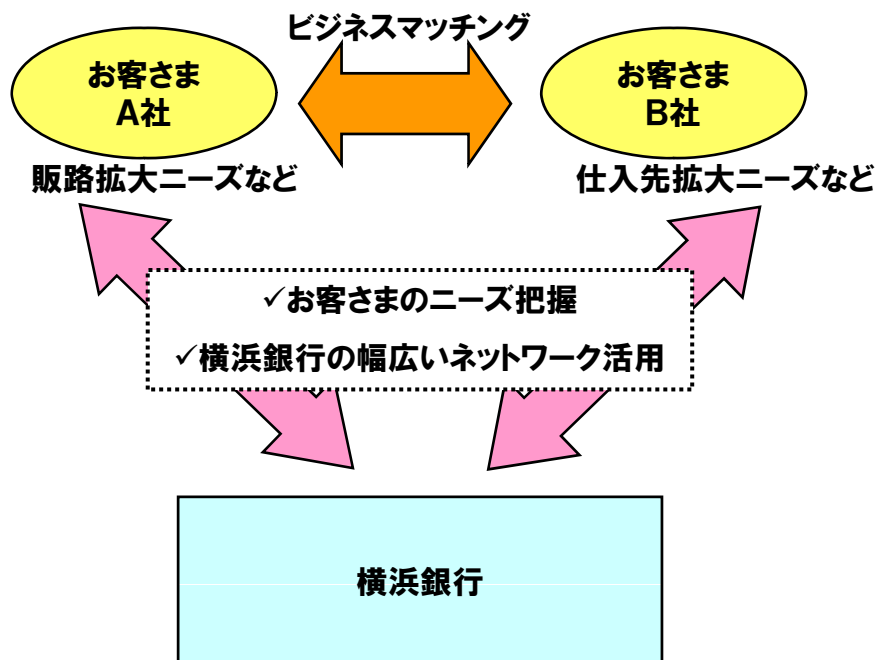 ビジネスマッチング
お客さま
A社
お客さま
B社
販路拡大ニーズなど
仕入先拡大ニーズなど
✓お客さまのニーズ把握
✓横浜銀行の幅広いネットワーク活用
横浜銀行